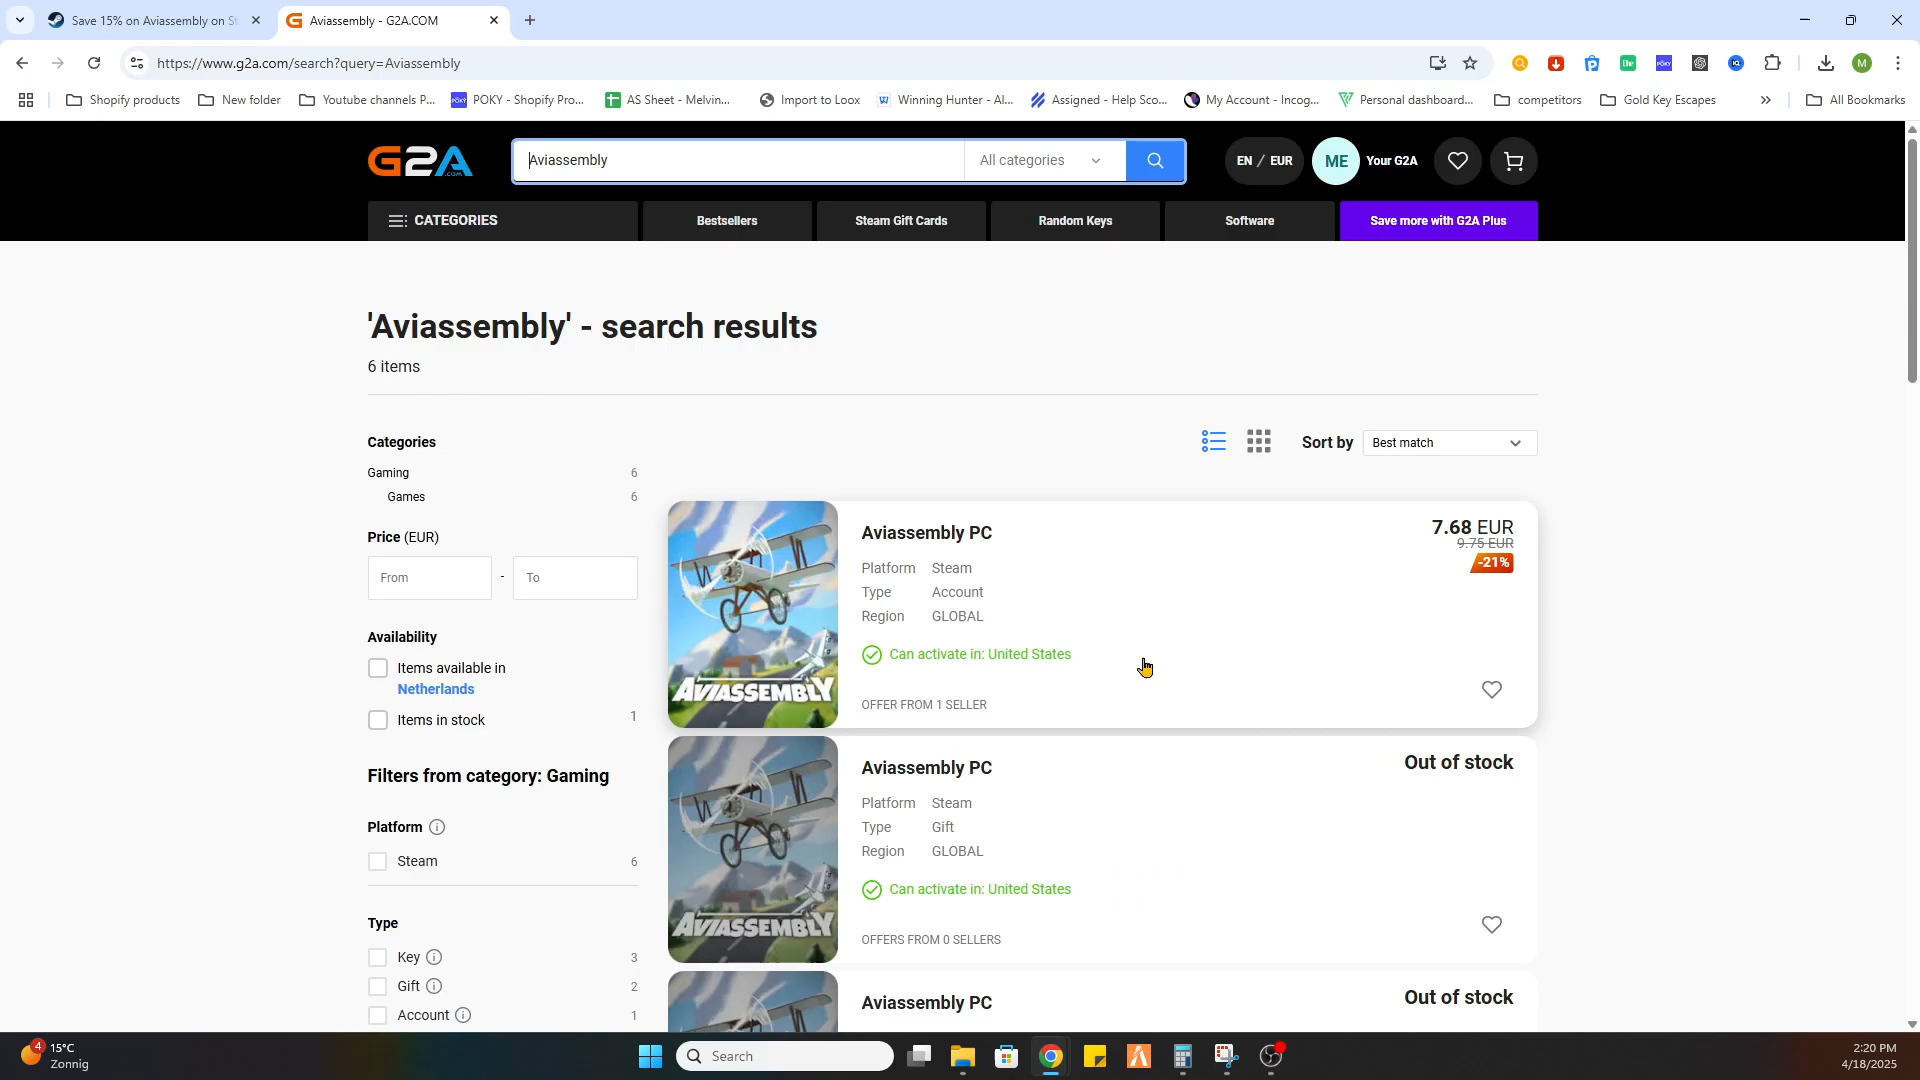 Save 15% on Aviassembly on St
Aviassembly - G2A.COM
https://www.g2a.com/search?query=Aviassembly
M
Shopify products
New folder
Youtube channels P...
POKY - Shopify Pro...
AS Sheet - Melvin...
Import to Loox
Winning Hunter - AI...
Assigned - Help Sco...
My Account - Incog...
Personal dashboard...
competitors
Gold Key Escapes
All Bookmarks
G2A.COM
Aviassembly
All categories
EN / EUR
ME
Your G2A
CATEGORIES
Bestsellers
Steam Gift Cards
Random Keys
Software
Save more with G2A Plus
'Aviassembly' - search results
6 items
Categories
Gaming 6
Games 6
Price (EUR)
From - To
Availability
Items available in
Netherlands
Items in stock 1
Filters from category: Gaming
Platform
Steam 6
Type
Key 3
Gift 2
Account 1
Sort by
Best match
AVIASSEMBLY
Aviassembly PC
Platform Steam
Type Account
Region GLOBAL
Can activate in: United States
OFFER FROM 1 SELLER
7.68 EUR
9.75 EUR
-21%
AVIASSEMBLY
Aviassembly PC
Platform Steam
Type Gift
Region GLOBAL
Can activate in: United States
OFFERS FROM 0 SELLERS
Out of stock
Aviassembly PC
Out of stock
4
15°C
Zonnig
Search
2:20 PM
4/18/2025